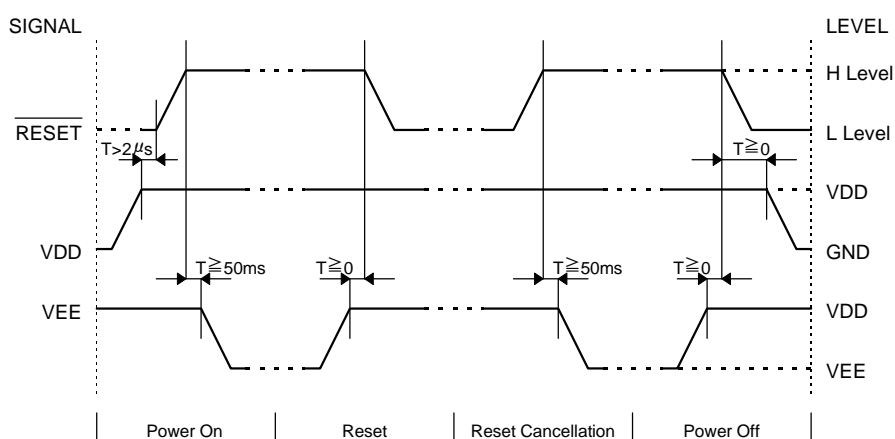 SIGNAL LEVEL
H Level
RESET L Level
T>2μs T≧0
VDD
VDD GND
T≧50ms T≧0 T≧50ms T≧0
VEE VDD
VEE
Power On Reset Reset Cancellation Power Off